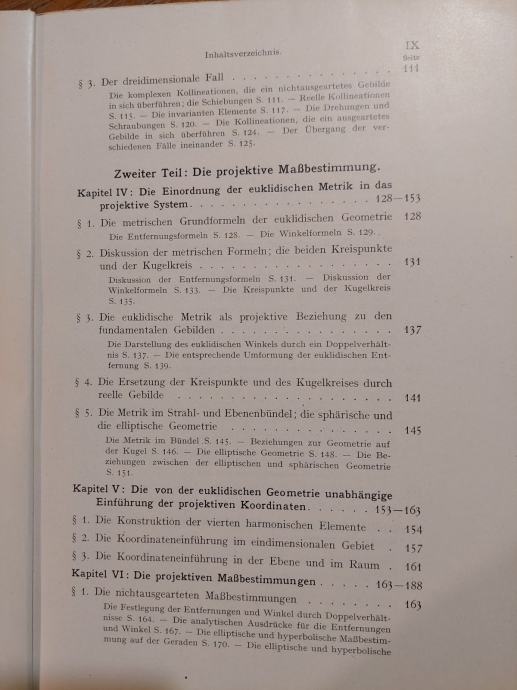 Inhaltsverzeichnis. IX
Seite
§ 3. Der dreidimensionale Fall . . . . . . . . . . . . . . 111
Die komplexen Kollineationen, die ein nichtausgeartetes Gebilde
in sich überführen; die Schiebungen S. 111. — Reelle Kollineationen
S. 115. — Die invarianten Elemente S. 117. — Die Drehungen und
Schraubungen S. 120. — Die Kollineationen, die ein ausgeartetes
Gebilde in sich überführen S. 124. — Der Übergang der ver-
schiedenen Fälle ineinander S. 125.
Zweiter Teil: Die projektive Maßbestimmung.
Kapitel IV: Die Einordnung der euklidischen Metrik in das
projektive System. . . . . . . . . . . . . . . . 128—153
§ 1. Die metrischen Grundformeln der euklidischen Geometrie 128
Die Entfernungsformeln S. 128. — Die Winkelformeln S. 129.
§ 2. Diskussion der metrischen Formeln; die beiden Kreispunkte
und der Kugelkreis . . . . . . . . . . . . . . . . . 131
Diskussion der Entfernungsformeln S. 131. — Diskussion der
Winkelformeln S. 133. — Die Kreispunkte und der Kugelkreis
S. 135.
§ 3. Die euklidische Metrik als projektive Beziehung zu den
fundamentalen Gebilden . . . . . . . . . . . . . . . 137
Die Darstellung des euklidischen Winkels durch ein Doppelverhält-
nis S. 137. — Die entsprechende Umformung der euklidischen Ent-
fernung S. 139.
§ 4. Die Ersetzung der Kreispunkte und des Kugelkreises durch
reelle Gebilde . . . . . . . . . . . . . . . . . . . 141
§ 5. Die Metrik im Strahl- und Ebenenbündel; die sphärische und
die elliptische Geometrie . . . . . . . . . . . . . . 145
Die Metrik im Bündel S. 145. — Beziehungen zur Geometrie auf
der Kugel S. 146. — Die elliptische Geometrie S. 148. — Die Be-
ziehungen zwischen der elliptischen und sphärischen Geometrie
S. 151.
Kapitel V: Die von der euklidischen Geometrie unabhängige
Einführung der projektiven Koordinaten. . . . . . 153—163
§ 1. Die Konstruktion der vierten harmonischen Elemente . . 154
§ 2. Die Koordinateneinführung im eindimensionalen Gebiet . 157
§ 3. Die Koordinateneinführung in der Ebene und im Raum . 161
Kapitel VI: Die projektiven Maßbestimmungen . . . . . 163—188
§ 1. Die nichtausgearteten Maßbestimmungen . . . . . . . . 163
Die Festlegung der Entfernungen und Winkel durch Doppelverhält-
nisse S. 164. — Die analytischen Ausdrücke für die Entfernungen
und Winkel S. 167. — Die elliptische und hyperbolische Maßbestim-
mung auf der Geraden S. 170. — Die elliptische und hyperbolische